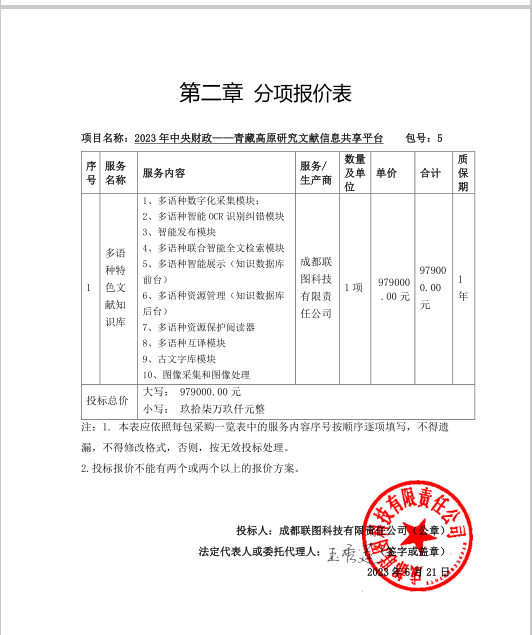 第二章 分项报价表
项目名称：2023年中央财政——青藏高原研究文献信息共享平台 包号：5
序号 服务名称 服务内容 服务/生产商 数量及单位 单价 合计 质保期
1 多语种特色文献知识库
1、多语种数字化采集模块；
2、多语种智能OCR识别纠错模块
3、智能发布模块
4、多语种联合智能全文检索模块
5、多语种智能展示（知识数据库前台）
6、多语种资源管理（知识数据库后台）
7、多语种资源保护阅读器
8、多语种互译模块
9、古文字库模块
10、图像采集和图像处理
成都联图科技有限责任公司 1项 979000.00元 979000.00元 1年
投标总价
大写： 979000.00元
小写： 玖拾柒万玖仟元整
注：1. 本表应依照每包采购一览表中的服务内容序号按顺序逐项填写，不得遗
漏，不得修改格式，否则，按无效投标处理。
2.投标报价不能有两个或两个以上的报价方案。
投标人：成都联图科技有限责任公司（公章）
法定代表人或委托代理人： （签字或盖章）
2023年6月21日